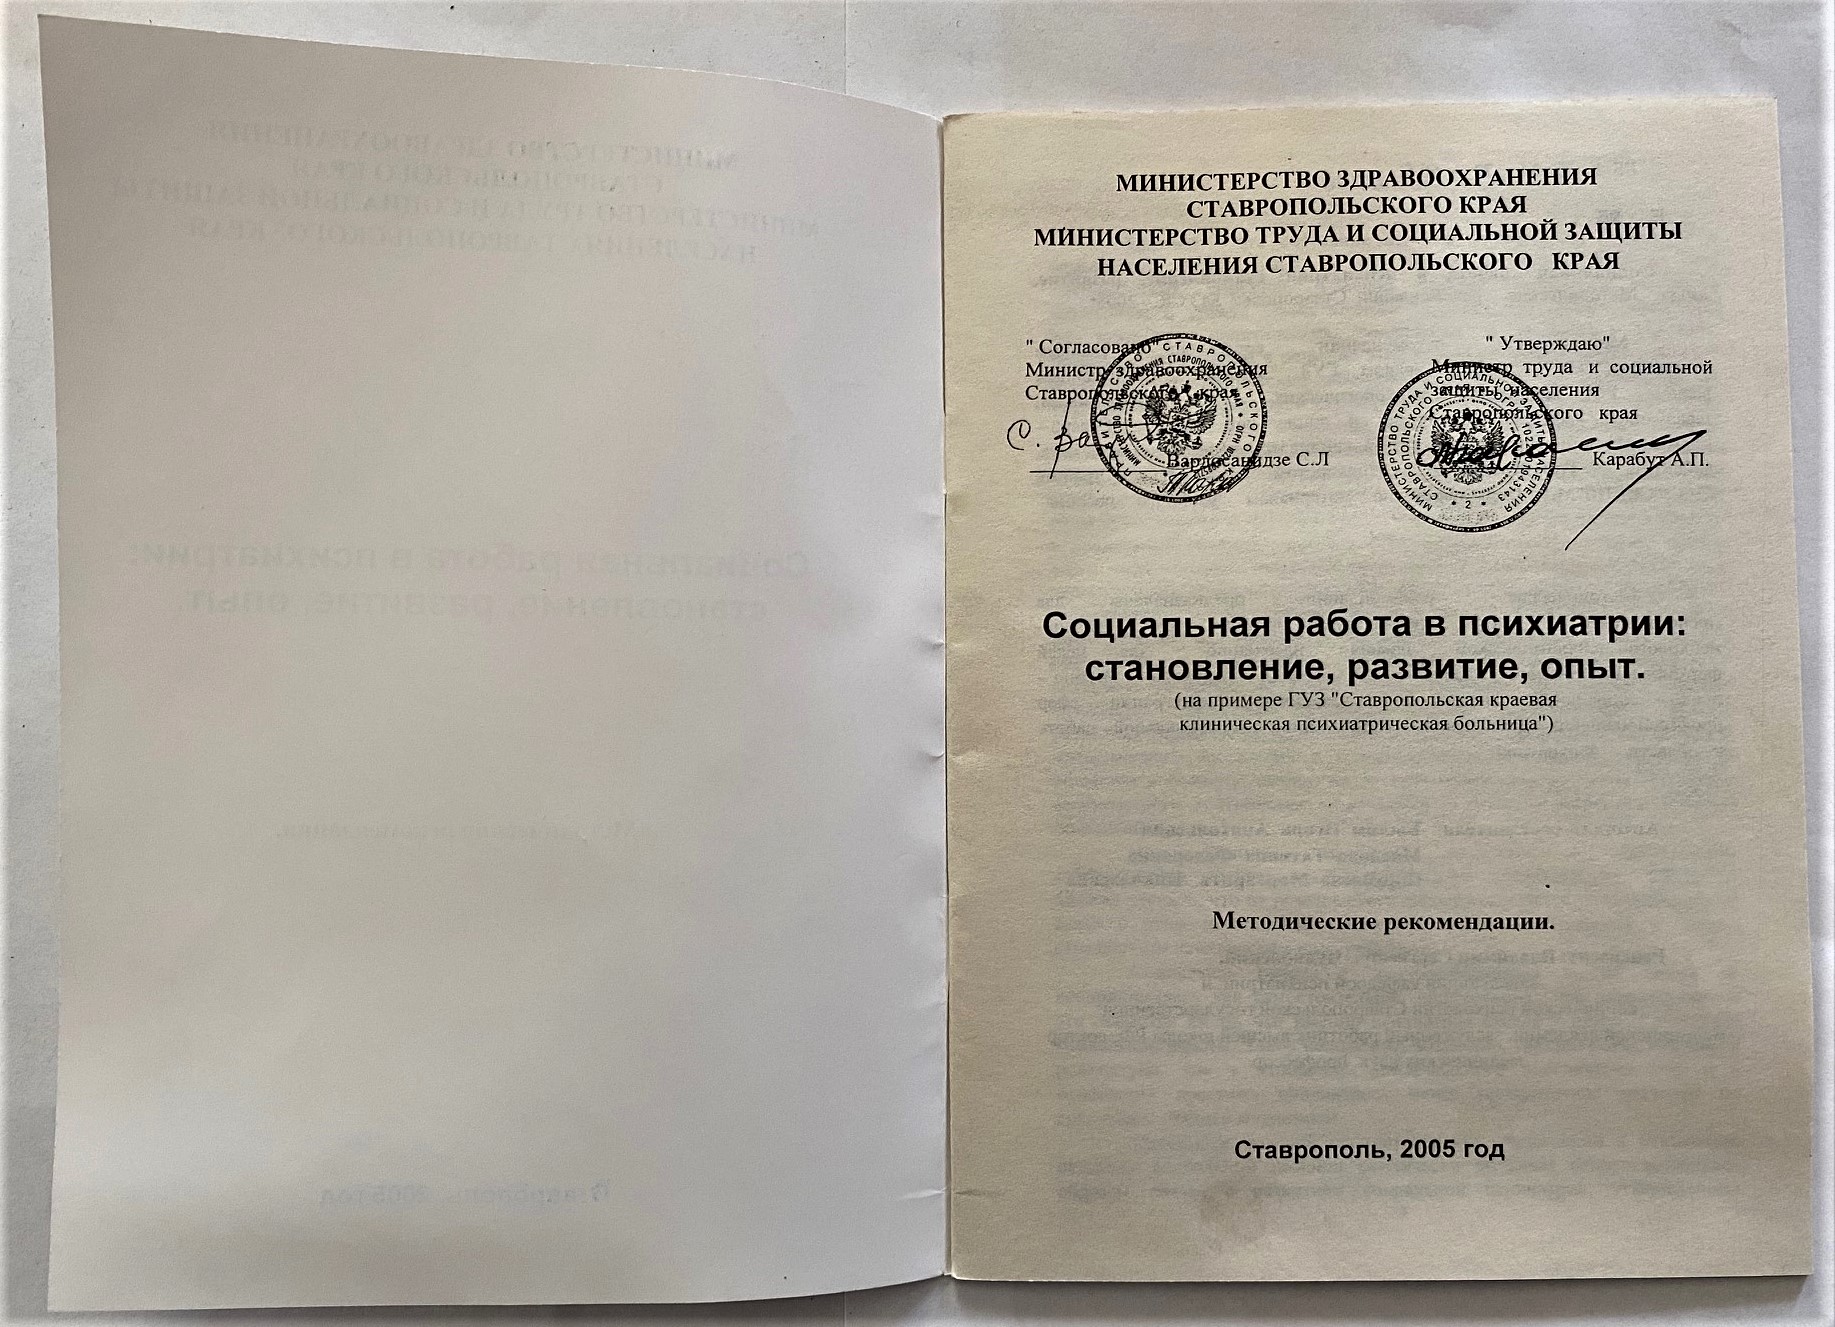 МИНИСТЕРСТВО ЗДРАВООХРАНЕНИЯ
СТАВРОПОЛЬСКОГО КРАЯ
МИНИСТЕРСТВО ТРУДА И СОЦИАЛЬНОЙ ЗАЩИТЫ
НАСЕЛЕНИЯ СТАВРОПОЛЬСКОГО КРАЯ
" Согласовано"
Министр здравоохранения
Ставропольского края
Вардосанидзе С.Л
" Утверждаю"
Министр труда и социальной
защиты населения
Ставропольского края
Карабут А.П.
Социальная работа в психиатрии:
становление, развитие, опыт.
(на примере ГУЗ "Ставропольская краевая
клиническая психиатрическая больница")
Методические рекомендации.
Ставрополь, 2005 год